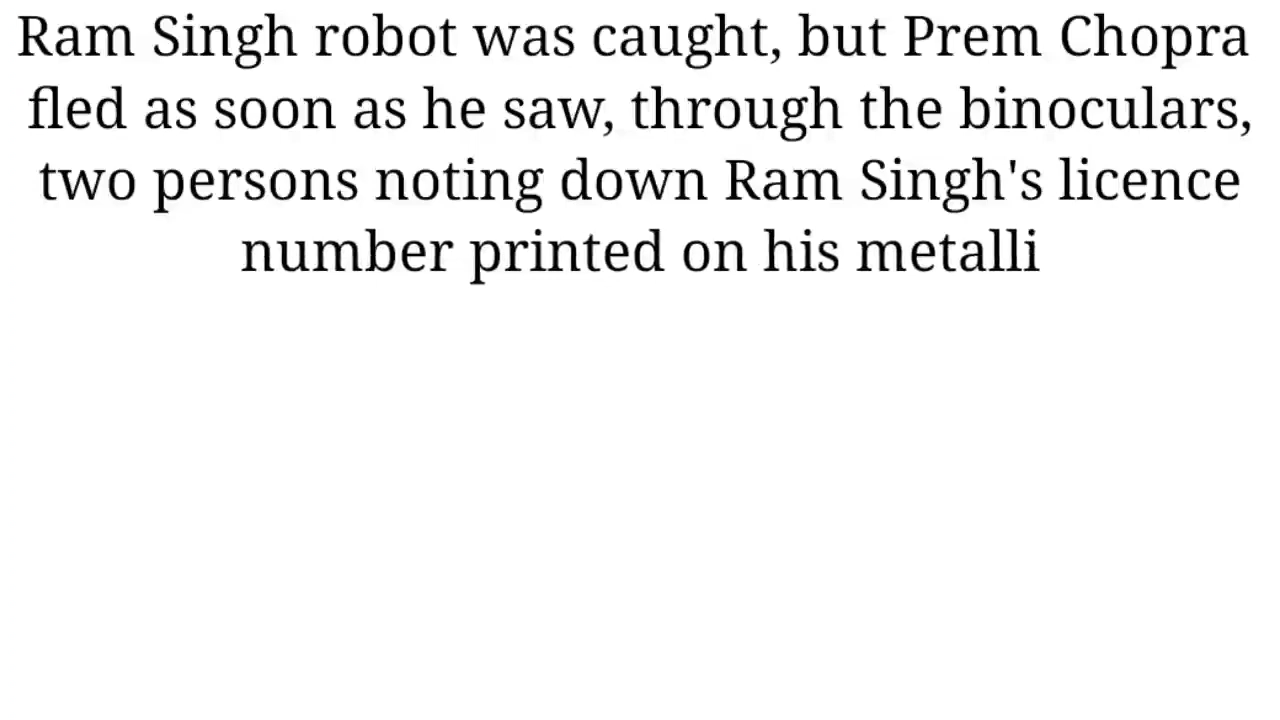 Ram Singh robot was caught, but Prem Chopra
fled as soon as he saw, through the binoculars,
two persons noting down Ram Singh's licence
number printed on his metalli